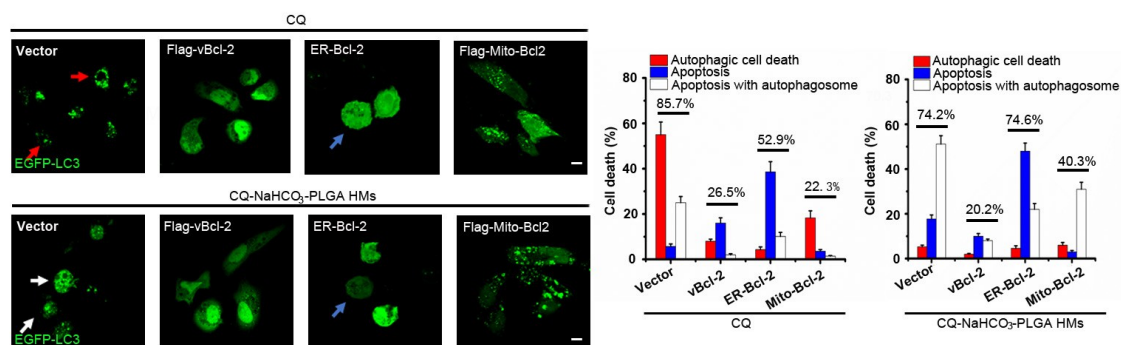 CQ
Vector
Flag-vBcl-2
ER-Bcl-2
Flag-Mito-Bcl2
EGFP-LC3
CQ-NaHCO₃-PLGA HMs
Vector
Flag-vBcl-2
ER-Bcl-2
Flag-Mito-Bcl2
EGFP-LC3
Autophagic cell death
Apoptosis
Apoptosis with autophagosome
Cell death (%)
80
60
40
20
0
85.7%
26.5%
52.9%
22.3%
Vector
vBcl-2
ER-Bcl-2
Mito-Bcl-2
CQ
Autophagic cell death
Apoptosis
Apoptosis with autophagosome
Cell death (%)
80
60
40
20
0
74.2%
20.2%
74.6%
40.3%
Vector
vBcl-2
ER-Bcl-2
Mito-Bcl-2
CQ-NaHCO₃-PLGA HMs